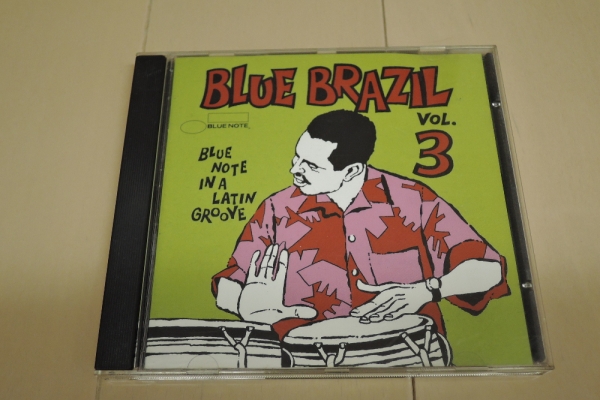 BLUE BRAZIL
VOL.
3
BLUE NOTE
BLUE
NOTE
IN A
LATIN
GROOVE